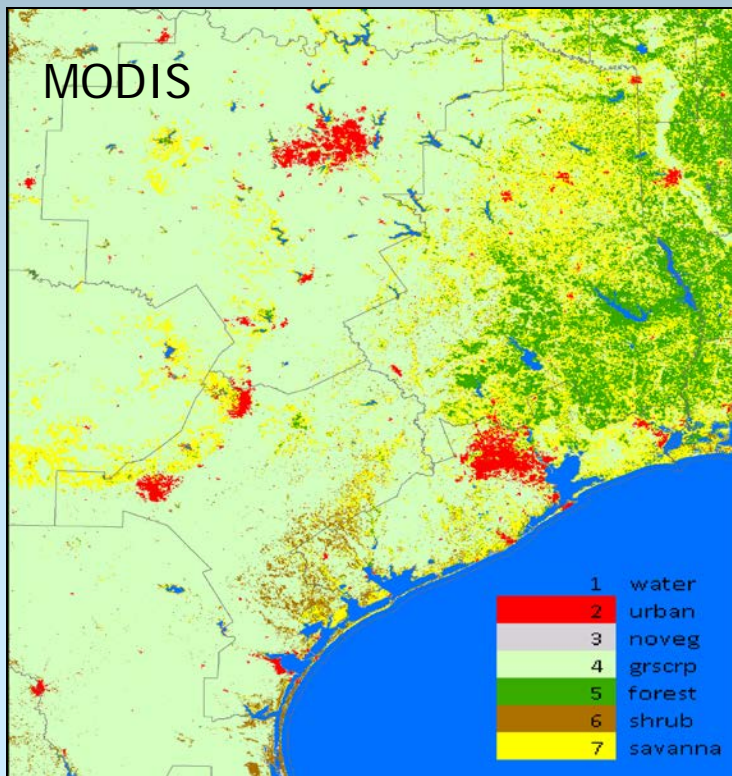 MODIS
1 water
2 urban
3 noveg
4 grscrp
5 forest
6 shrub
7 savanna